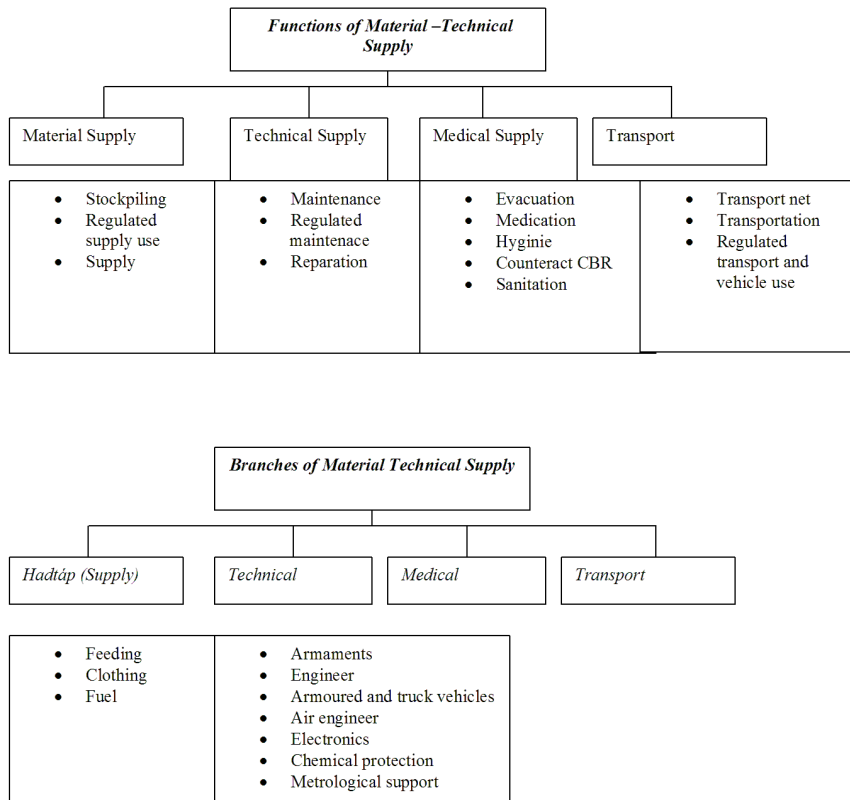 Functions of Material –Technical
Supply
Material Supply
Technical Supply
Medical Supply
Transport
• Stockpiling
• Regulated
supply use
• Supply
• Maintenance
• Regulated
maintenace
• Reparation
• Evacuation
• Medication
• Hyginie
• Counteract CBR
• Sanitation
• Transport net
• Transportation
• Regulated
transport and
vehicle use
Branches of Material Technical Supply
Hadtáp (Supply)
Technical
Medical
Transport
• Feeding
• Clothing
• Fuel
• Armaments
• Engineer
• Armoured and truck vehicles
• Air engineer
• Electronics
• Chemical protection
• Metrological support